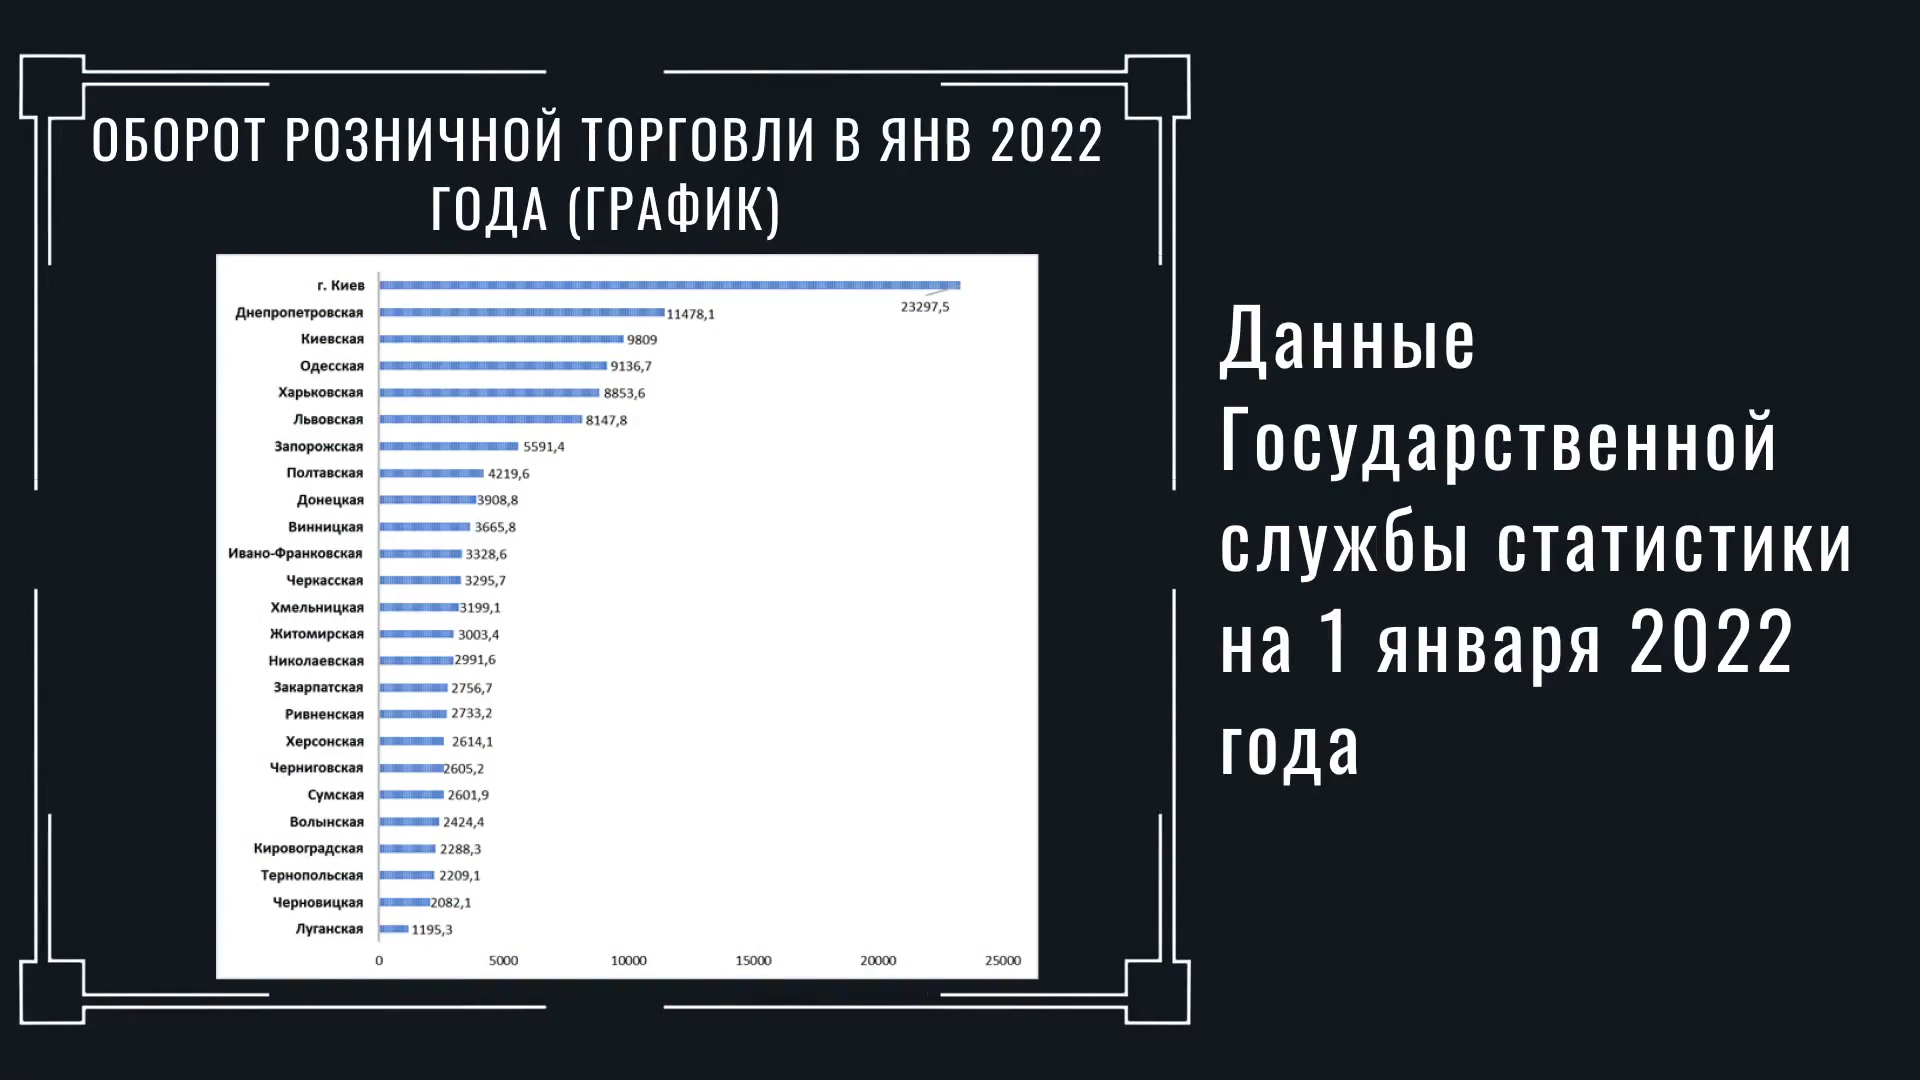 ОБОРОТ РОЗНИЧНОЙ ТОРГОВЛИ В ЯНВ 2022
ГОДА (ГРАФИК)
г. Киев 23297,5
Днепропетровская 11478,1
Киевская 9809
Одесская 9136,7
Харьковская 8853,6
Львовская 8147,8
Запорожская 5591,4
Полтавская 4219,6
Донецкая 3908,8
Винницкая 3665,8
Ивано-Франковская 3328,6
Черкасская 3295,7
Хмельницкая 3199,1
Житомирская 3003,4
Николаевская 2991,6
Закарпатская 2756,7
Ривненская 2733,2
Херсонская 2614,1
Черниговская 2605,2
Сумская 2601,9
Волынская 2424,4
Кировоградская 2288,3
Тернопольская 2209,1
Черновицкая 2082,1
Луганская 1195,3
0 5000 10000 15000 20000 25000
Данные
Государственной
службы статистики
на 1 января 2022
года